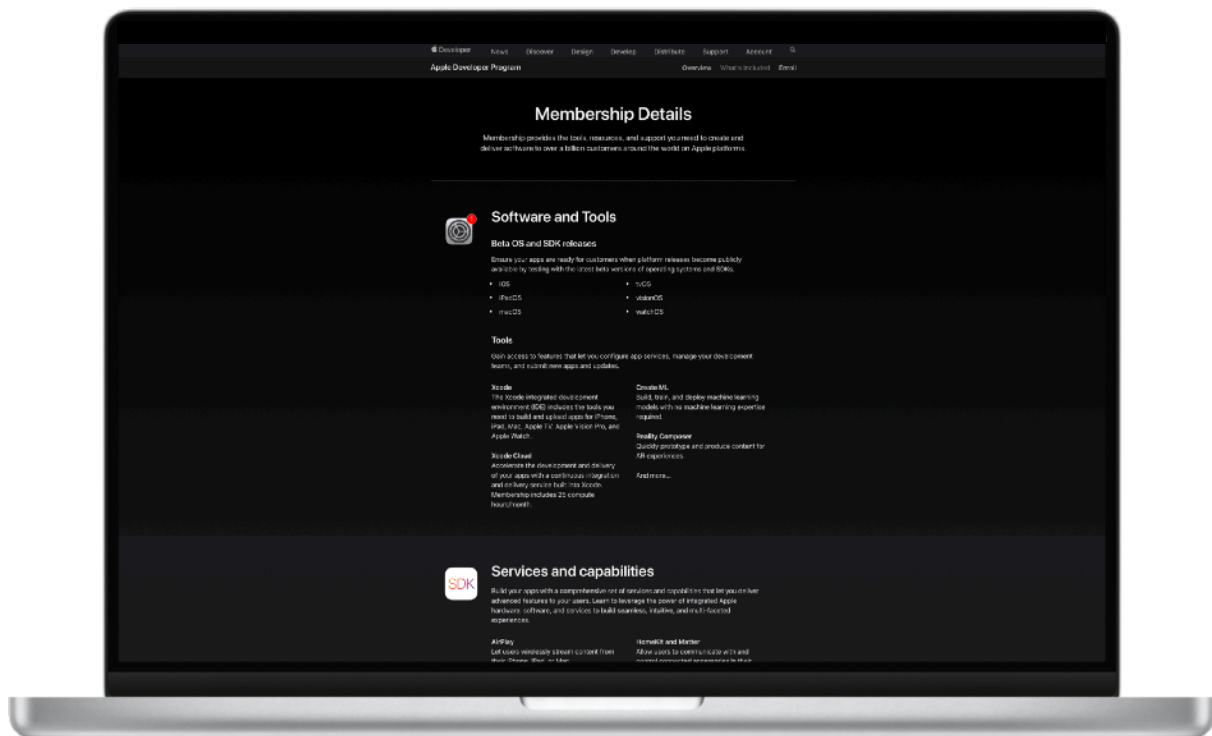 Developer News Discover Design Develop Distribute Support Account
Apple Developer Program Overview What's Included Enroll
Membership Details
Membership provides the tools, resources, and support you need to create and
deliver software to over a billion customers around the world on Apple platforms.
Software and Tools
Beta OS and SDK releases
Ensure your apps are ready for customers when platform releases become publicly
available by testing with the latest beta versions of operating systems and SDKs.
• iOS
• iPadOS
• macOS
• tvOS
• visionOS
• watchOS
Tools
Gain access to features that let you configure app services, manage your development
teams, and submit new apps and updates.
Xcode
The Xcode integrated development
environment (IDE) includes the tools you
need to build and upload apps for iPhone,
iPad, Mac, Apple TV, Apple Vision Pro, and
Apple Watch.
Xcode Cloud
Accelerate the development and delivery
of your apps with a continuous integration
and delivery service built into Xcode.
Membership includes 25 compute
hours/month.
Create ML
Build, train, and deploy machine learning
models with no machine learning expertise
required.
Reality Composer
Quickly prototype and produce content for
AR experiences.
And more...
SDK
Services and capabilities
Build your apps with a comprehensive set of services and capabilities that let you deliver
advanced features to your users. Learn to leverage the power of integrated Apple
hardware, software, and services to build seamless, intuitive, and multi-faceted
experiences.
AirPlay
Let users wirelessly stream content from
their iPhone, iPad, or Mac
HomeKit and Matter
Allow users to communicate with and
control connected accessories in their